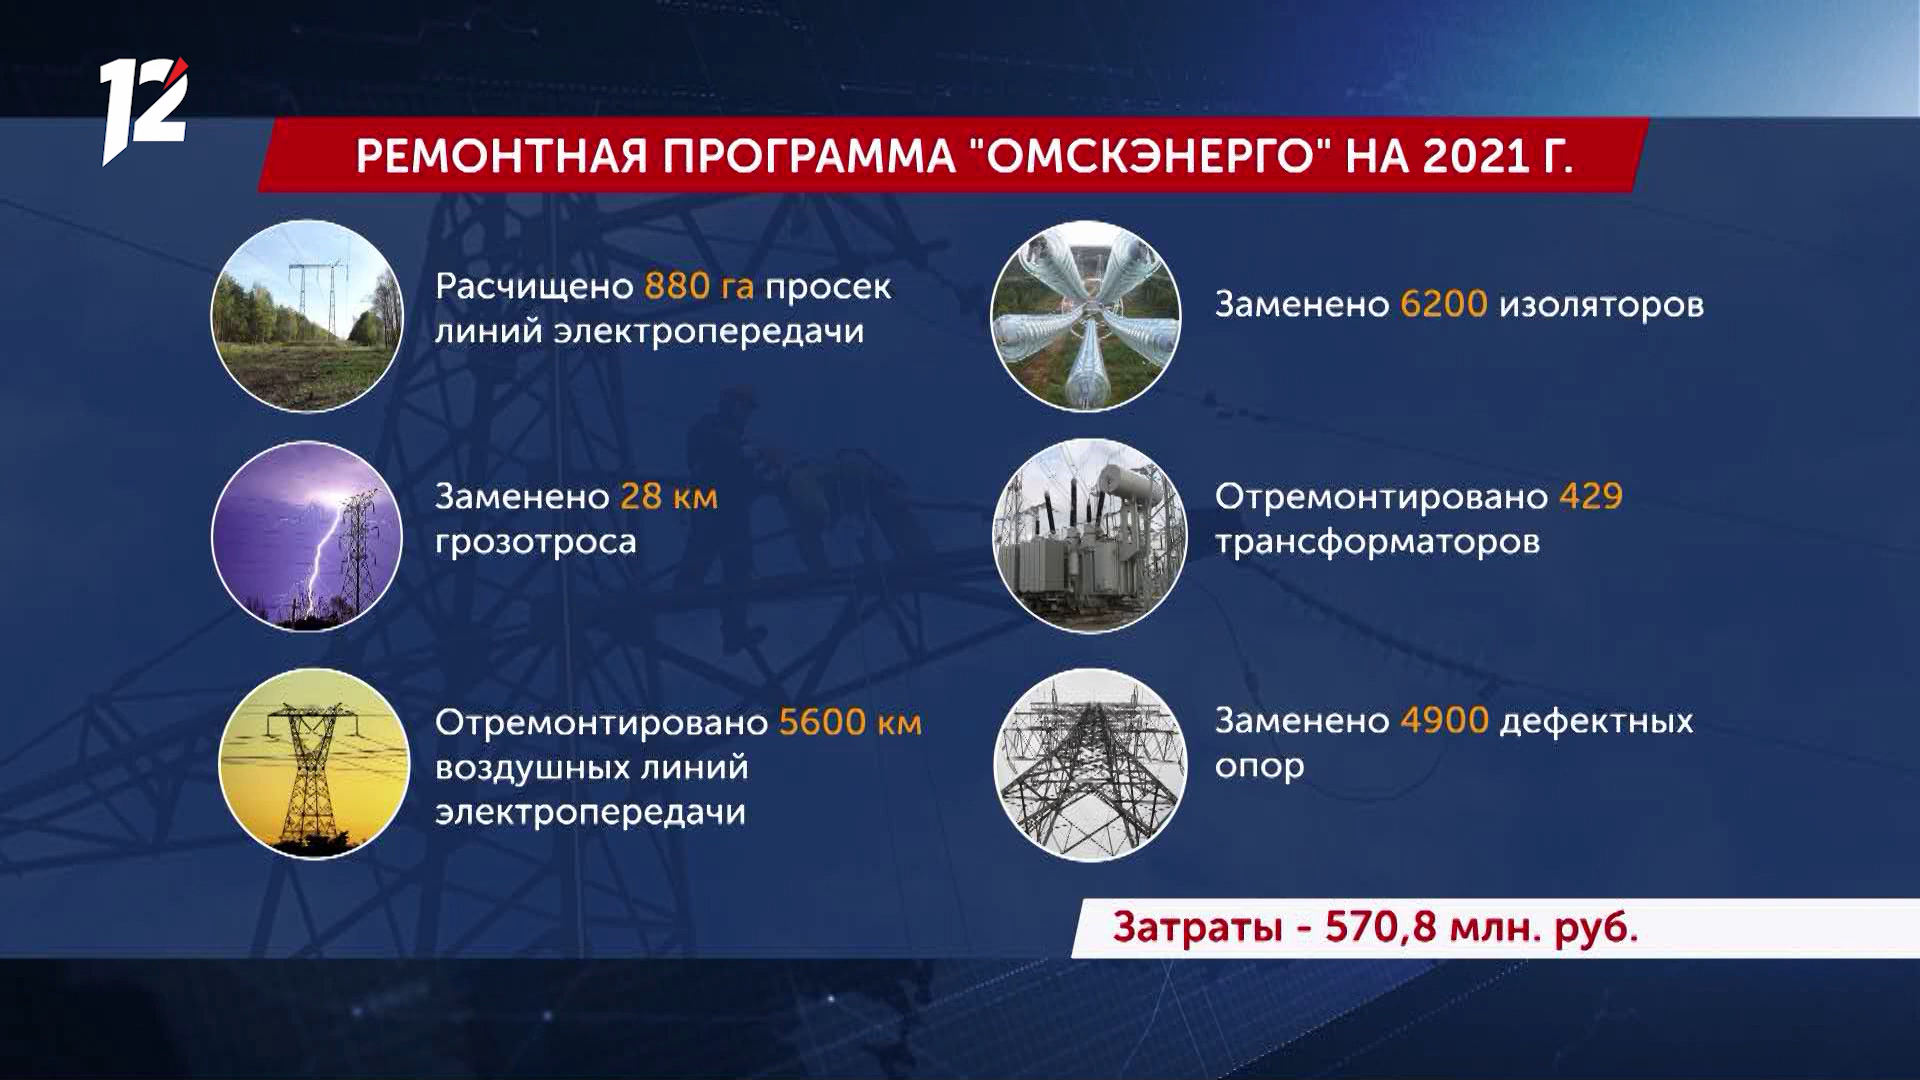 12
РЕМОНТНАЯ ПРОГРАММА "ОМСКЭНЕРГО" НА 2021 Г.
Расчищено 880 га просек
линий электропередачи
Заменено 28 км
грозотроса
Отремонтировано 5600 км
воздушных линий
электропередачи
Заменено 6200 изоляторов
Отремонтировано 429
трансформаторов
Заменено 4900 дефектных
опор
Затраты - 570,8 млн. руб.